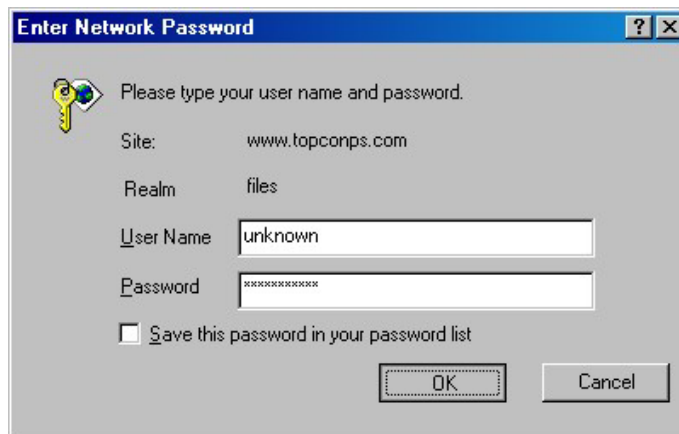 Enter Network Password
Please type your user name and password.
Site: www.topconps.com
Realm files
User Name unknown
Password ***********
Save this password in your password list
OK Cancel